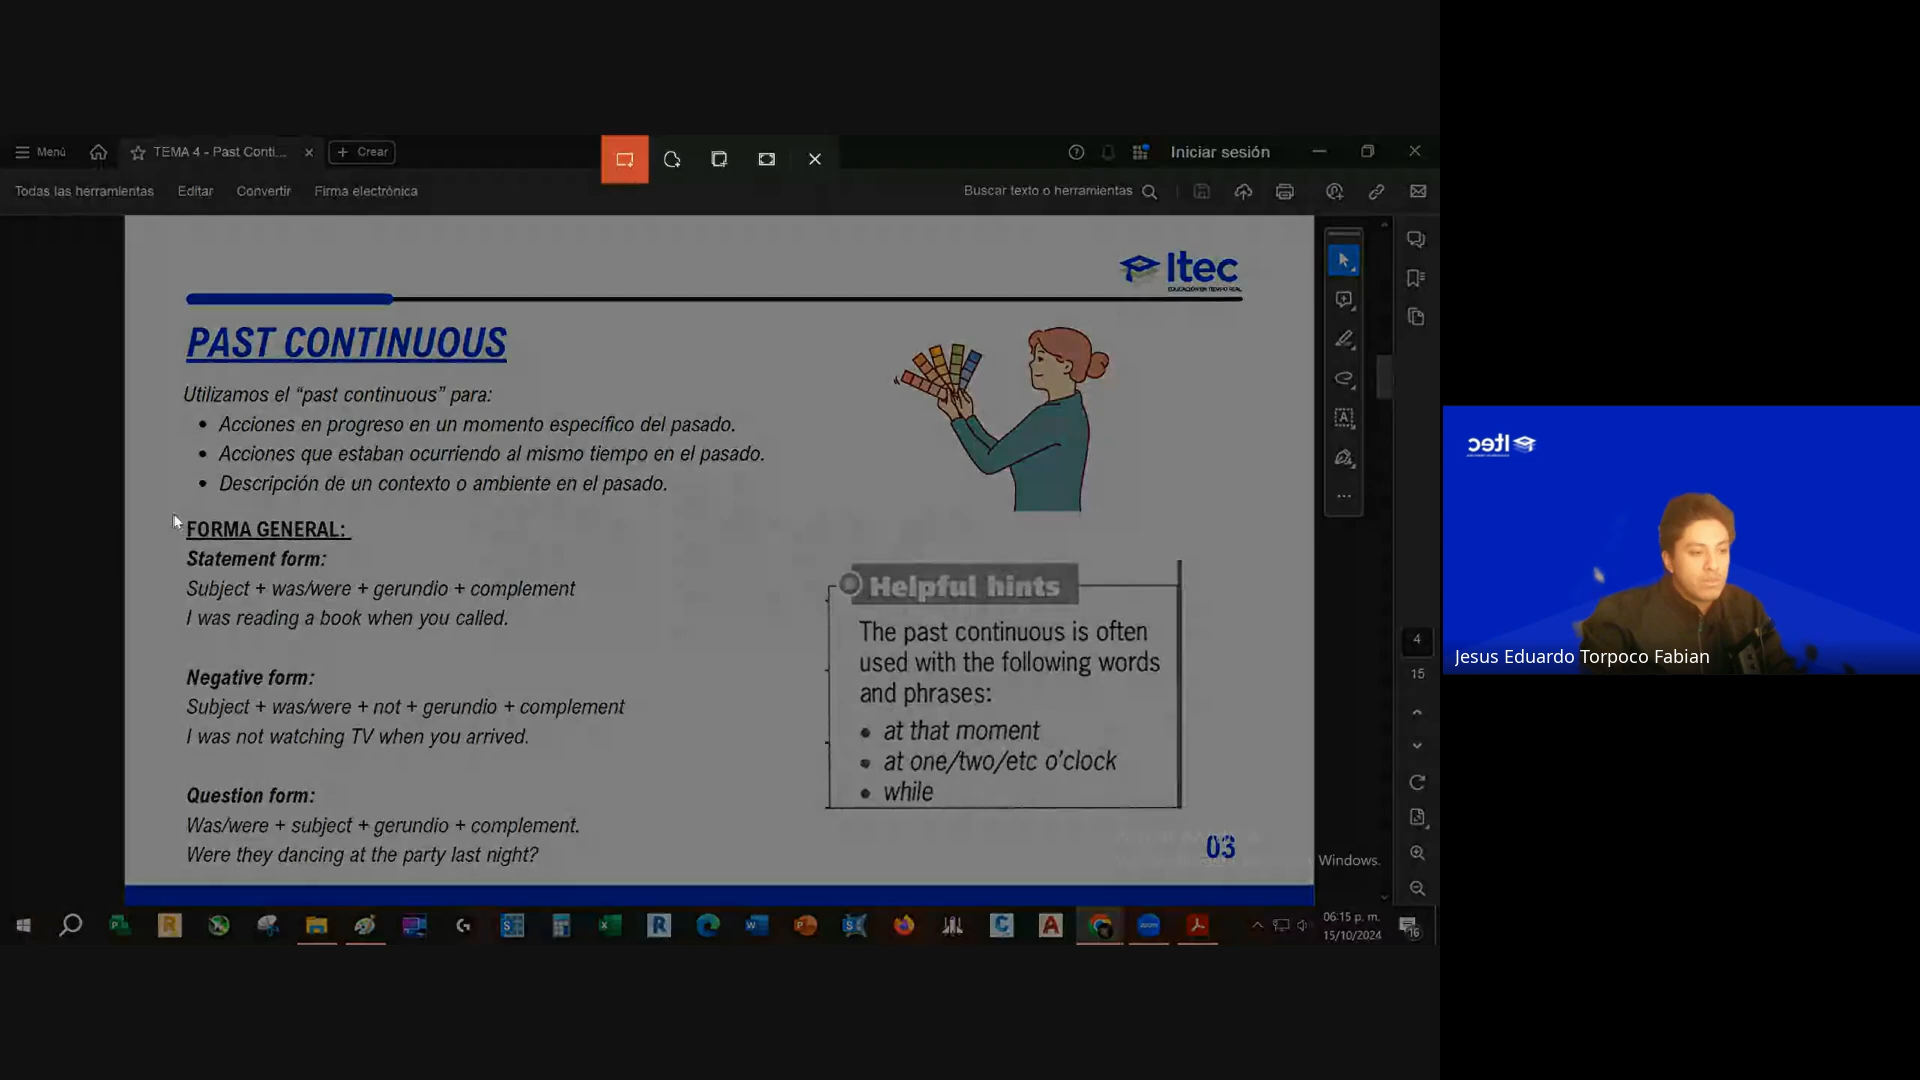 Menú
TEMA 4 - Past Conti...
Crear
Iniciar sesión
Todas las herramientas
Editar
Convertir
Firma electrónica
Buscar texto o herramientas
Itec
EDUCACIÓN EN TIEMPO REAL
PAST CONTINUOUS
Utilizamos el “past continuous” para:
• Acciones en progreso en un momento específico del pasado.
• Acciones que estaban ocurriendo al mismo tiempo en el pasado.
• Descripción de un contexto o ambiente en el pasado.
FORMA GENERAL:
Statement form:
Subject + was/were + gerundio + complement
I was reading a book when you called.
Negative form:
Subject + was/were + not + gerundio + complement
I was not watching TV when you arrived.
Question form:
Was/were + subject + gerundio + complement.
Were they dancing at the party last night?
Helpful hints
The past continuous is often
used with the following words
and phrases:
• at that moment
• at one/two/etc o'clock
• while
03
Windows.
4
15
06:15 p. m.
15/10/2024
16
Itec
Jesus Eduardo Torpoco Fabian